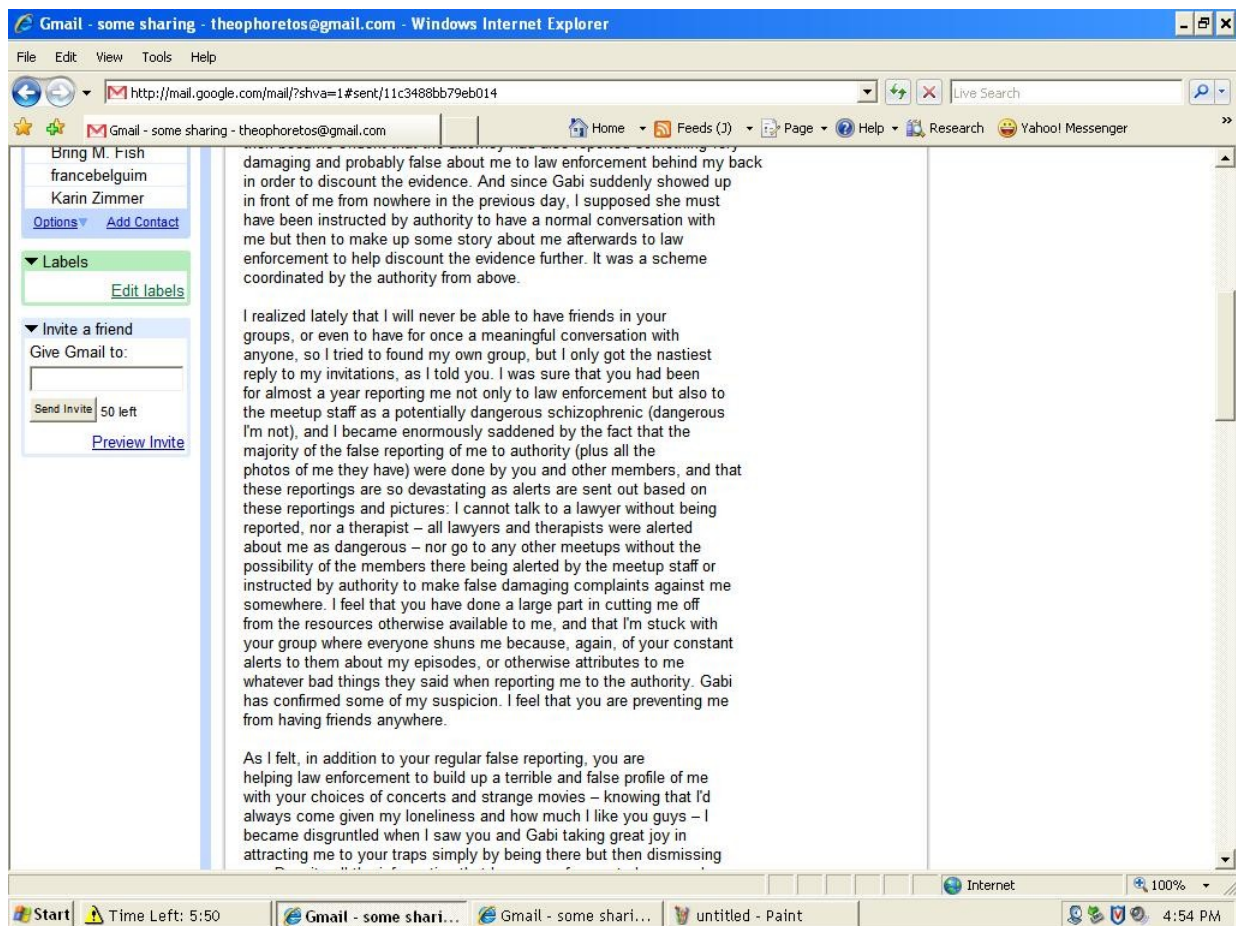 Gmail - some sharing - theophoretos@gmail.com - Windows Internet Explorer
File Edit View Tools Help
http://mail.google.com/mail/?shva=1#sent/11c3488bb79eb014 Live Search
Gmail - some sharing - theophoretos@gmail.com Home Feeds (J) Page Help Research Yahoo! Messenger »
Bring M. Fish
francebelguim
Karin Zimmer
Options Add Contact
Labels
Edit labels
Invite a friend
Give Gmail to:
Send Invite 50 left
Preview Invite
damaging and probably false about me to law enforcement behind my back
in order to discount the evidence. And since Gabi suddenly showed up
in front of me from nowhere in the previous day, I supposed she must
have been instructed by authority to have a normal conversation with
me but then to make up some story about me afterwards to law
enforcement to help discount the evidence further. It was a scheme
coordinated by the authority from above.
I realized lately that I will never be able to have friends in your
groups, or even to have for once a meaningful conversation with
anyone, so I tried to found my own group, but I only got the nastiest
reply to my invitations, as I told you. I was sure that you had been
for almost a year reporting me not only to law enforcement but also to
the meetup staff as a potentially dangerous schizophrenic (dangerous
I'm not), and I became enormously saddened by the fact that the
majority of the false reporting of me to authority (plus all the
photos of me they have) were done by you and other members, and that
these reportings are so devastating as alerts are sent out based on
these reportings and pictures: I cannot talk to a lawyer without being
reported, nor a therapist – all lawyers and therapists were alerted
about me as dangerous – nor go to any other meetups without the
possibility of the members there being alerted by the meetup staff or
instructed by authority to make false damaging complaints against me
somewhere. I feel that you have done a large part in cutting me off
from the resources otherwise available to me, and that I'm stuck with
your group where everyone shuns me because, again, of your constant
alerts to them about my episodes, or otherwise attributes to me
whatever bad things they said when reporting me to the authority. Gabi
has confirmed some of my suspicion. I feel that you are preventing me
from having friends anywhere.
As I felt, in addition to your regular false reporting, you are
helping law enforcement to build up a terrible and false profile of me
with your choices of concerts and strange movies – knowing that I'd
always come given my loneliness and how much I like you guys – I
became disgruntled when I saw you and Gabi taking great joy in
attracting me to your traps simply by being there but then dismissing
Internet 100%
Start Time Left: 5:50 Gmail - some shari... Gmail - some shari... untitled - Paint 4:54 PM